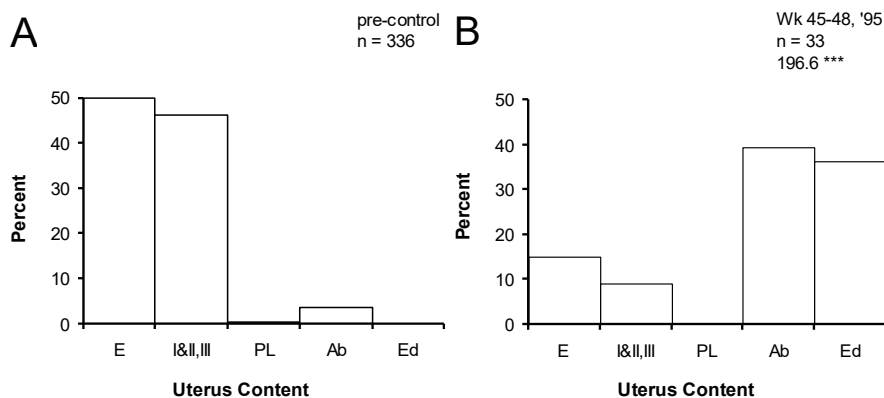 A
pre-control
n = 336
50
40
30
20
10
0
Percent
E I&II,III PL Ab Ed
Uterus Content
B
Wk 45-48, '95
n = 33
196.6 ***
50
40
30
20
10
0
Percent
E I&II,III PL Ab Ed
Uterus Content